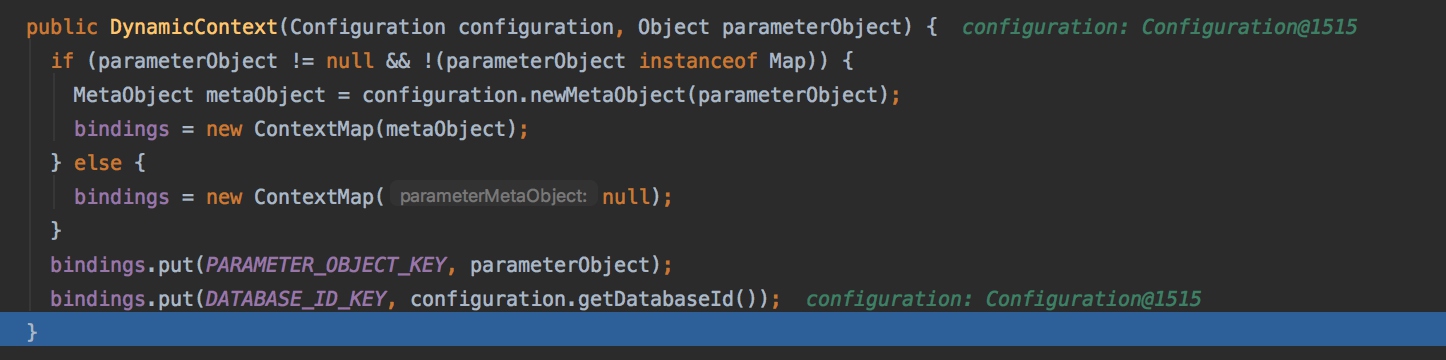 public DynamicContext(Configuration configuration, Object parameterObject) {  configuration: Configuration@1515
  if (parameterObject != null && !(parameterObject instanceof Map)) {
    MetaObject metaObject = configuration.newMetaObject(parameterObject);
    bindings = new ContextMap(metaObject);
  } else {
    bindings = new ContextMap( parameterMetaObject: null);
  }
  bindings.put(PARAMETER_OBJECT_KEY, parameterObject);
  bindings.put(DATABASE_ID_KEY, configuration.getDatabaseId());  configuration: Configuration@1515
}